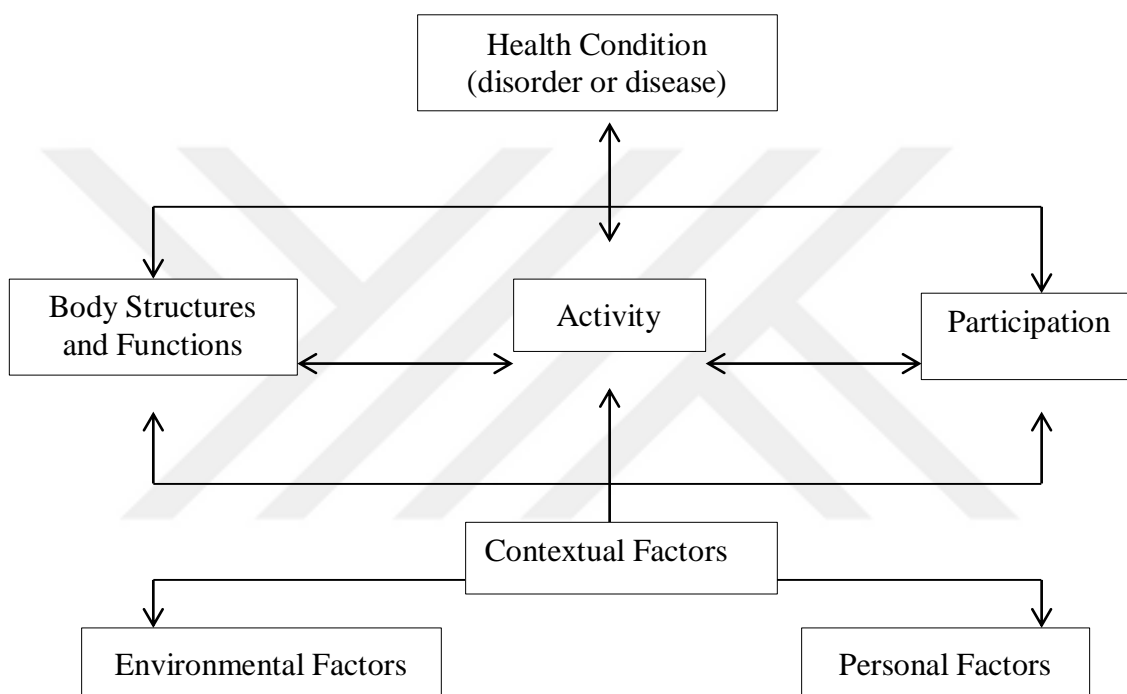 Health Condition
(disorder or disease)
Body Structures
and Functions
Activity
Participation
Contextual Factors
Environmental Factors
Personal Factors